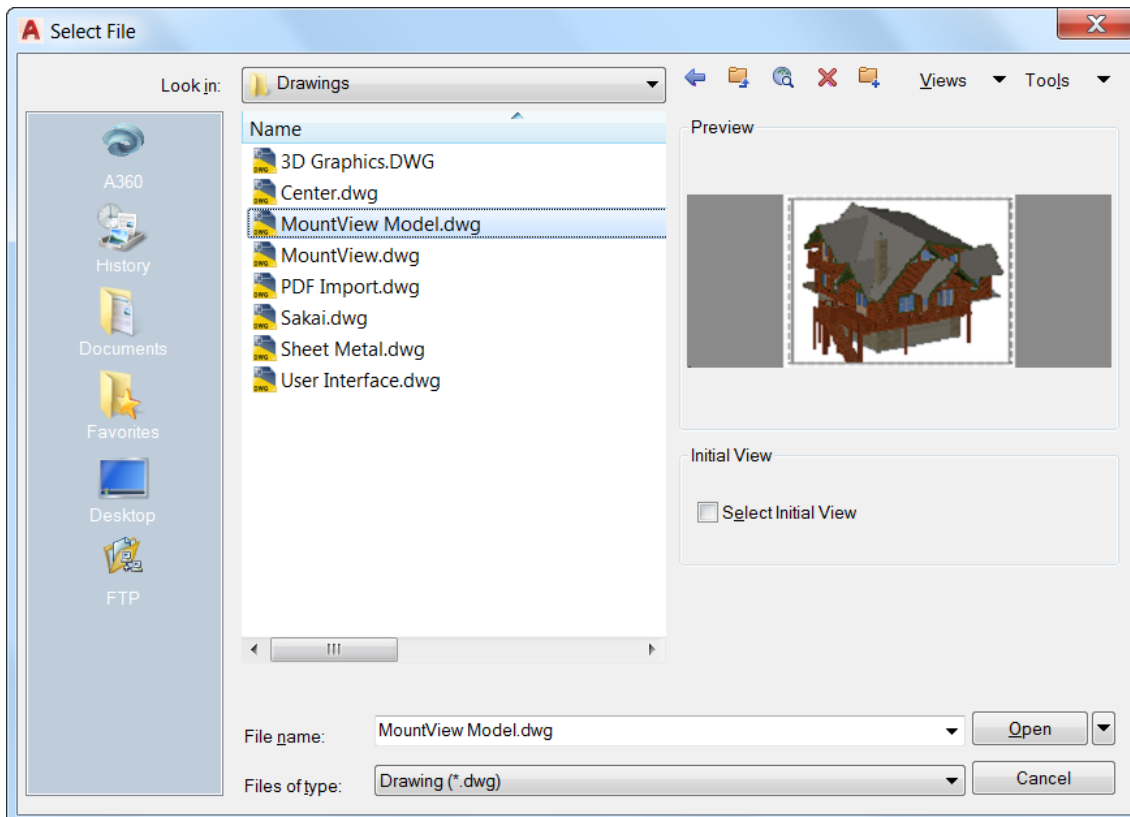 Select File
Look in: Drawings Views Tools
A360
History
Documents
Favorites
Desktop
FTP
Name
3D Graphics.DWG
Center.dwg
MountView Model.dwg
MountView.dwg
PDF Import.dwg
Sakai.dwg
Sheet Metal.dwg
User Interface.dwg
Preview
Initial View
Select Initial View
File name: MountView Model.dwg Open
Files of type: Drawing (*.dwg) Cancel